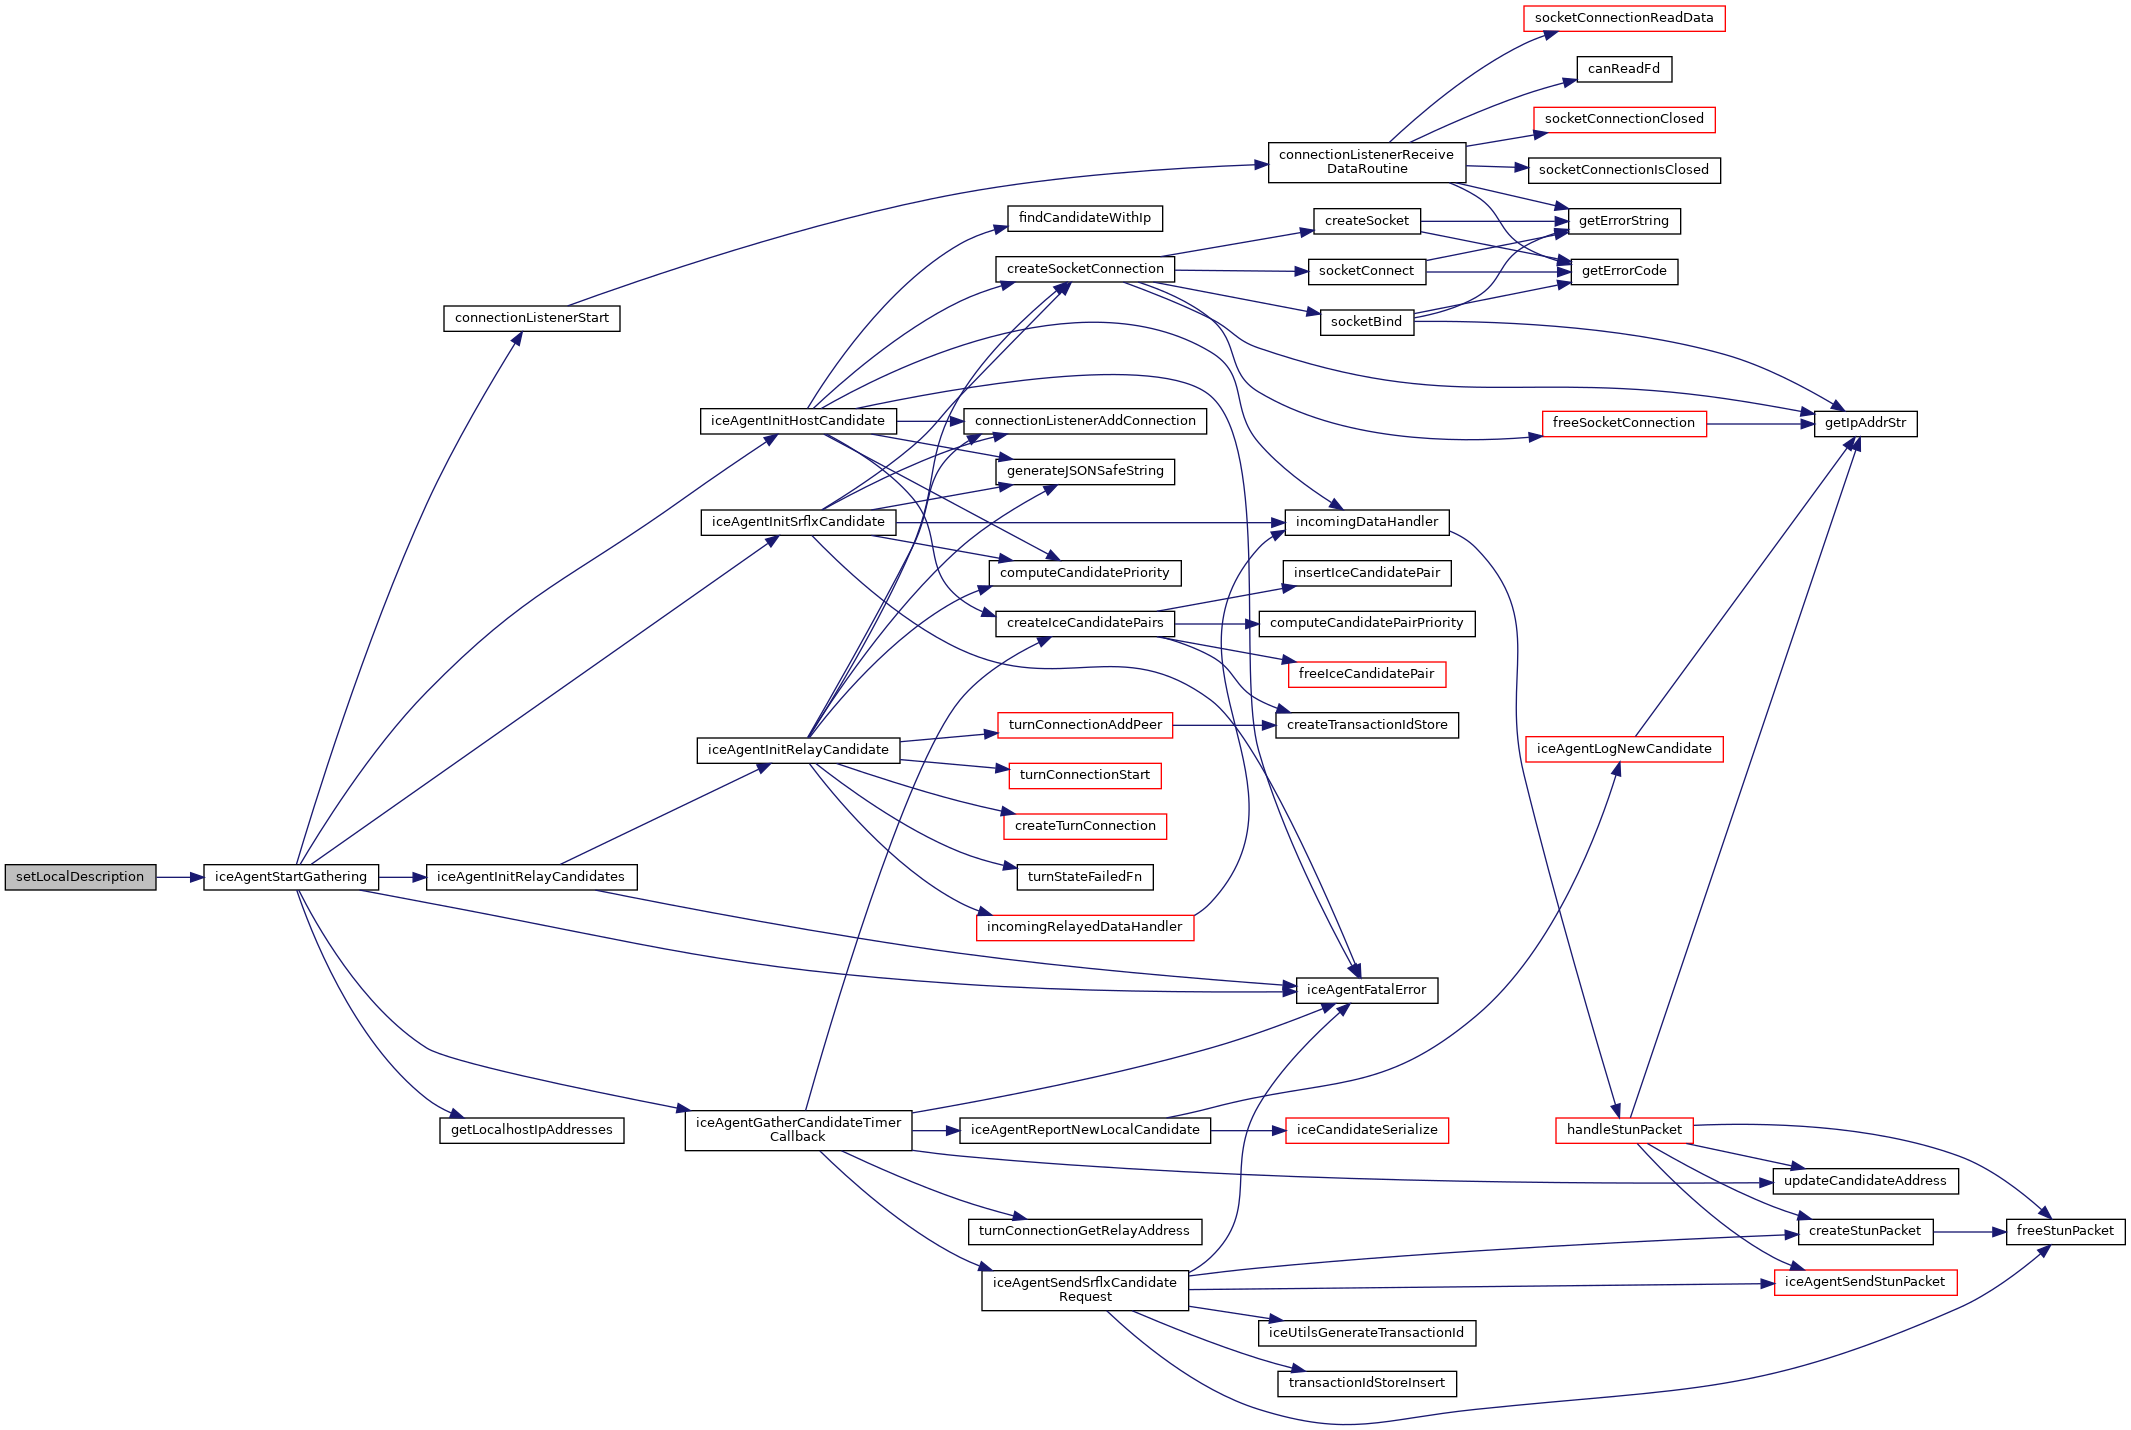 socketConnectionReadData
canReadFd
socketConnectionClosed
connectionListenerReceive
DataRoutine
socketConnectionIsClosed
findCandidateWithIp
createSocket
getErrorString
createSocketConnection
socketConnect
getErrorCode
connectionListenerStart
socketBind
iceAgentInitHostCandidate
connectionListenerAddConnection
freeSocketConnection
getIpAddrStr
generateJSONSafeString
iceAgentInitSrflxCandidate
incomingDataHandler
computeCandidatePriority
insertIceCandidatePair
createIceCandidatePairs
computeCandidatePairPriority
freeIceCandidatePair
turnConnectionAddPeer
createTransactionIdStore
iceAgentInitRelayCandidate
iceAgentLogNewCandidate
turnConnectionStart
createTurnConnection
setLocalDescription
iceAgentStartGathering
iceAgentInitRelayCandidates
turnStateFailedFn
incomingRelayedDataHandler
iceAgentFatalError
getLocalhostIpAddresses
iceAgentGatherCandidateTimer
Callback
iceAgentReportNewLocalCandidate
iceCandidateSerialize
handleStunPacket
updateCandidateAddress
turnConnectionGetRelayAddress
createStunPacket
freeStunPacket
iceAgentSendSrflxCandidate
Request
iceAgentSendStunPacket
iceUtilsGenerateTransactionId
transactionIdStoreInsert